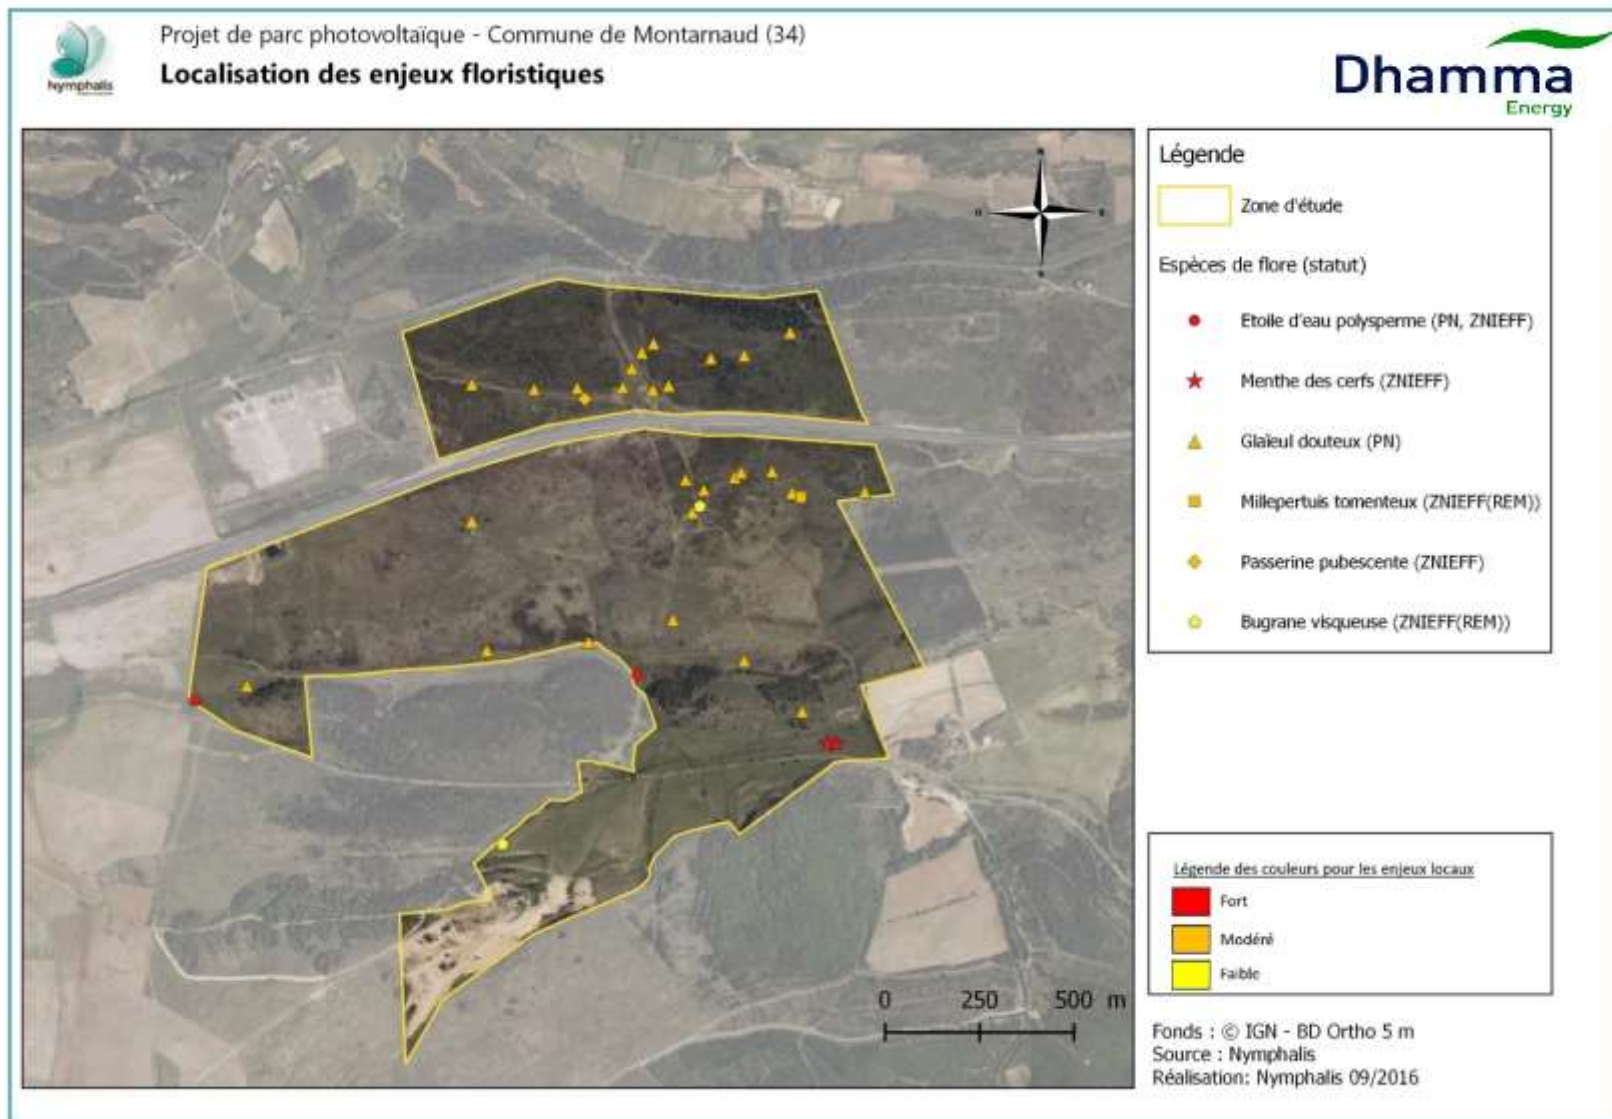 Projet de parc photovoltaïque - Commune de Montarnaud (34)
Localisation des enjeux floristiques
Nymphalis
Dhamma
Energy
Légende
Zone d'étude
Espèces de flore (statut)
Etoile d'eau polysperme (PN, ZNIEFF)
Menthe des cerfs (ZNIEFF)
Glaïeul douteux (PN)
Millepertuis tomenteux (ZNIEFF(REM))
Passerine pubescente (ZNIEFF)
Bugrane visqueuse (ZNIEFF(REM))
Légende des couleurs pour les enjeux locaux
Fort
Modéré
Faible
0 250 500 m
Fonds : © IGN - BD Ortho 5 m
Source : Nymphalis
Réalisation: Nymphalis 09/2016